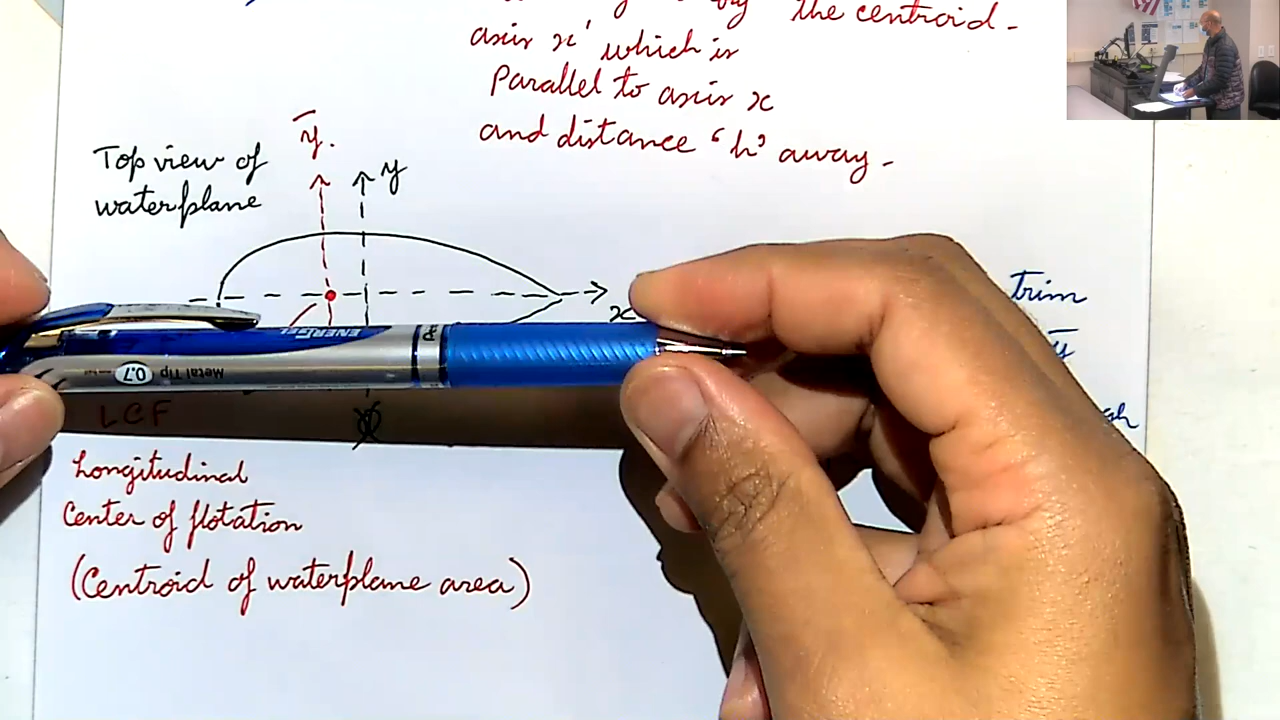 the centroid.
axis x' which is
Parallel to axis x
and distance 'h' away.
ȳ.
y
Top view of
waterplane
x
trim
ȳ
ENERGEL
Metal Tip 0.7
LCF
Longitudinal
Center of flotation
(Centroid of waterplane area)